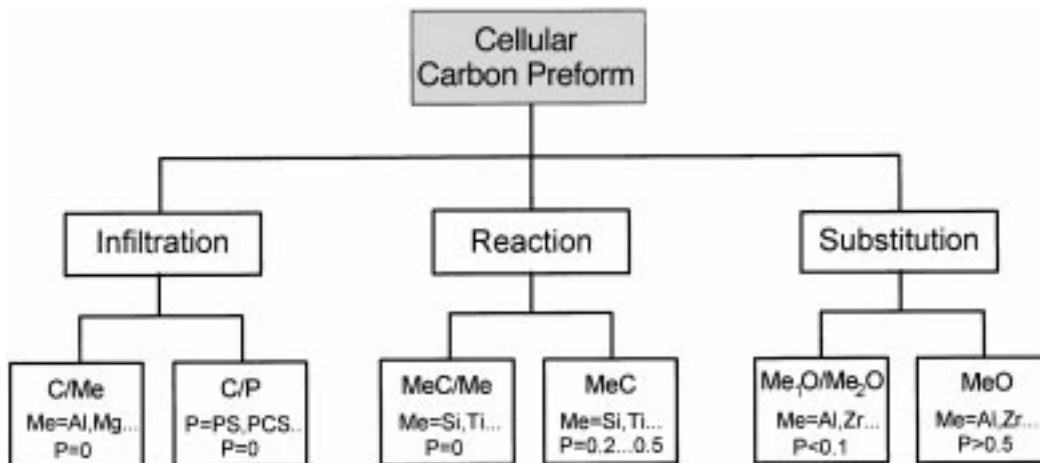 Cellular
Carbon Preform
Infiltration
Reaction
Substitution
C/Me
Me=Al,Mg...
P=0
C/P
P=PS,PCS..
P=0
MeC/Me
Me=Si,Ti...
P=0
MeC
Me=Si,Ti...
P=0.2...0.5
Me₁O/Me₂O
Me=Al,Zr...
P<0.1
MeO
Me=Al,Zr...
P>0.5